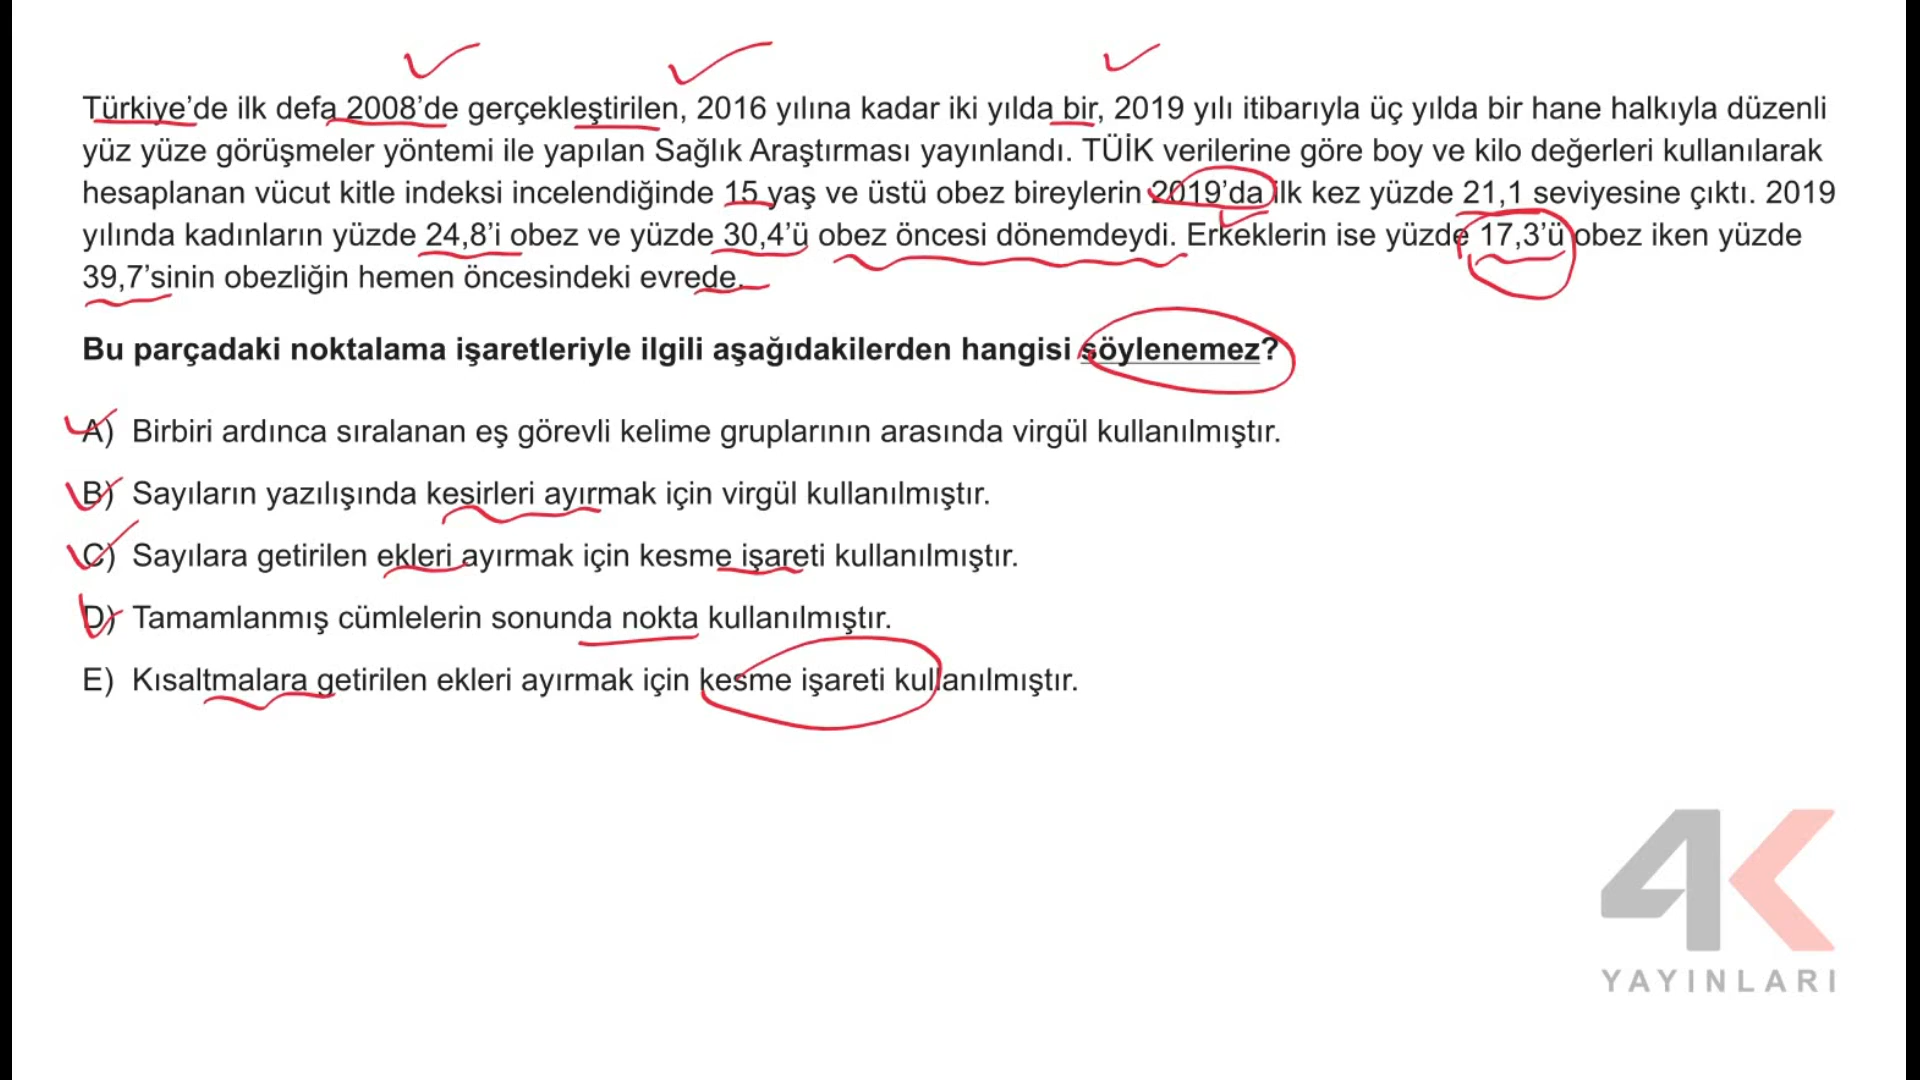 Türkiye’de ilk defa 2008’de gerçekleştirilen, 2016 yılına kadar iki yılda bir, 2019 yılı itibarıyla üç yılda bir hane halkıyla düzenli
yüz yüze görüşmeler yöntemi ile yapılan Sağlık Araştırması yayınlandı. TÜİK verilerine göre boy ve kilo değerleri kullanılarak
hesaplanan vücut kitle indeksi incelendiğinde 15 yaş ve üstü obez bireylerin 2019’da ilk kez yüzde 21,1 seviyesine çıktı. 2019
yılında kadınların yüzde 24,8’i obez ve yüzde 30,4’ü obez öncesi dönemdeydi. Erkeklerin ise yüzde 17,3’ü obez iken yüzde
39,7’sinin obezliğin hemen öncesindeki evrede.
Bu parçadaki noktalama işaretleriyle ilgili aşağıdakilerden hangisi söylenemez?
A) Birbiri ardınca sıralanan eş görevli kelime gruplarının arasında virgül kullanılmıştır.
B) Sayıların yazılışında kesirleri ayırmak için virgül kullanılmıştır.
C) Sayılara getirilen ekleri ayırmak için kesme işareti kullanılmıştır.
D) Tamamlanmış cümlelerin sonunda nokta kullanılmıştır.
E) Kısaltmalara getirilen ekleri ayırmak için kesme işareti kullanılmıştır.
4K
YAYINLARI